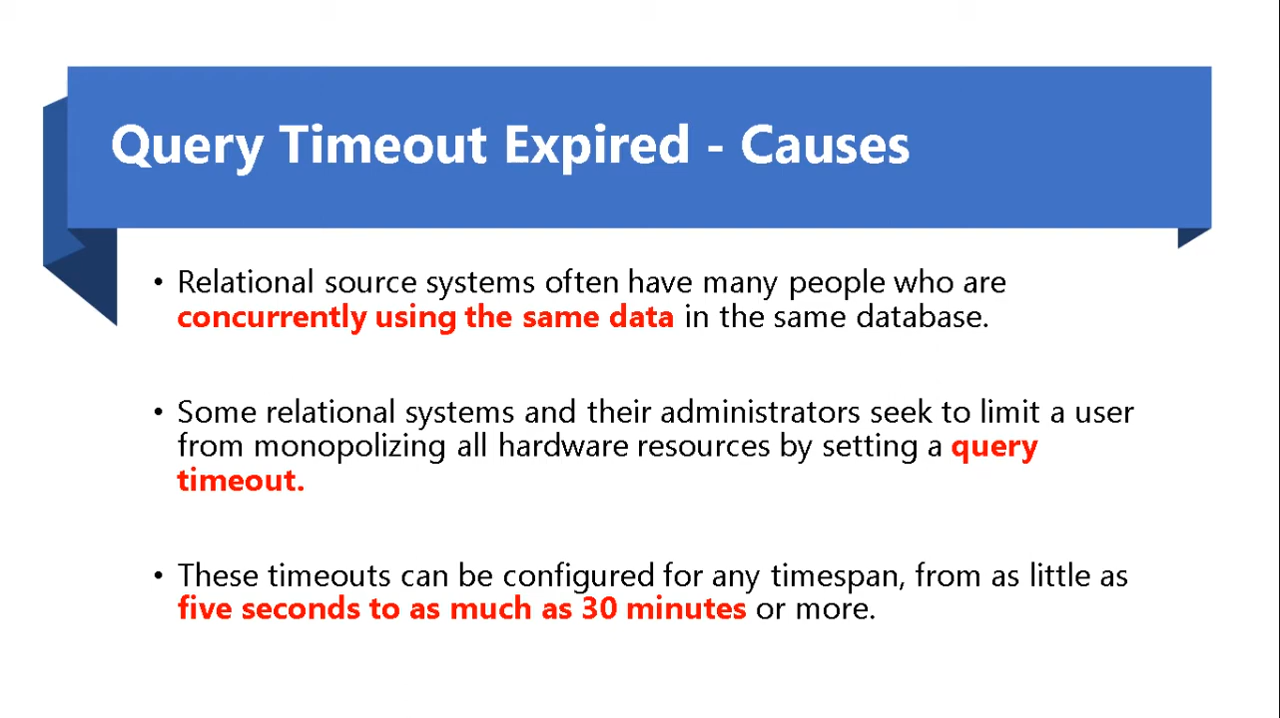 Query Timeout Expired - Causes
• Relational source systems often have many people who are
concurrently using the same data in the same database.
• Some relational systems and their administrators seek to limit a user
from monopolizing all hardware resources by setting a query
timeout.
• These timeouts can be configured for any timespan, from as little as
five seconds to as much as 30 minutes or more.